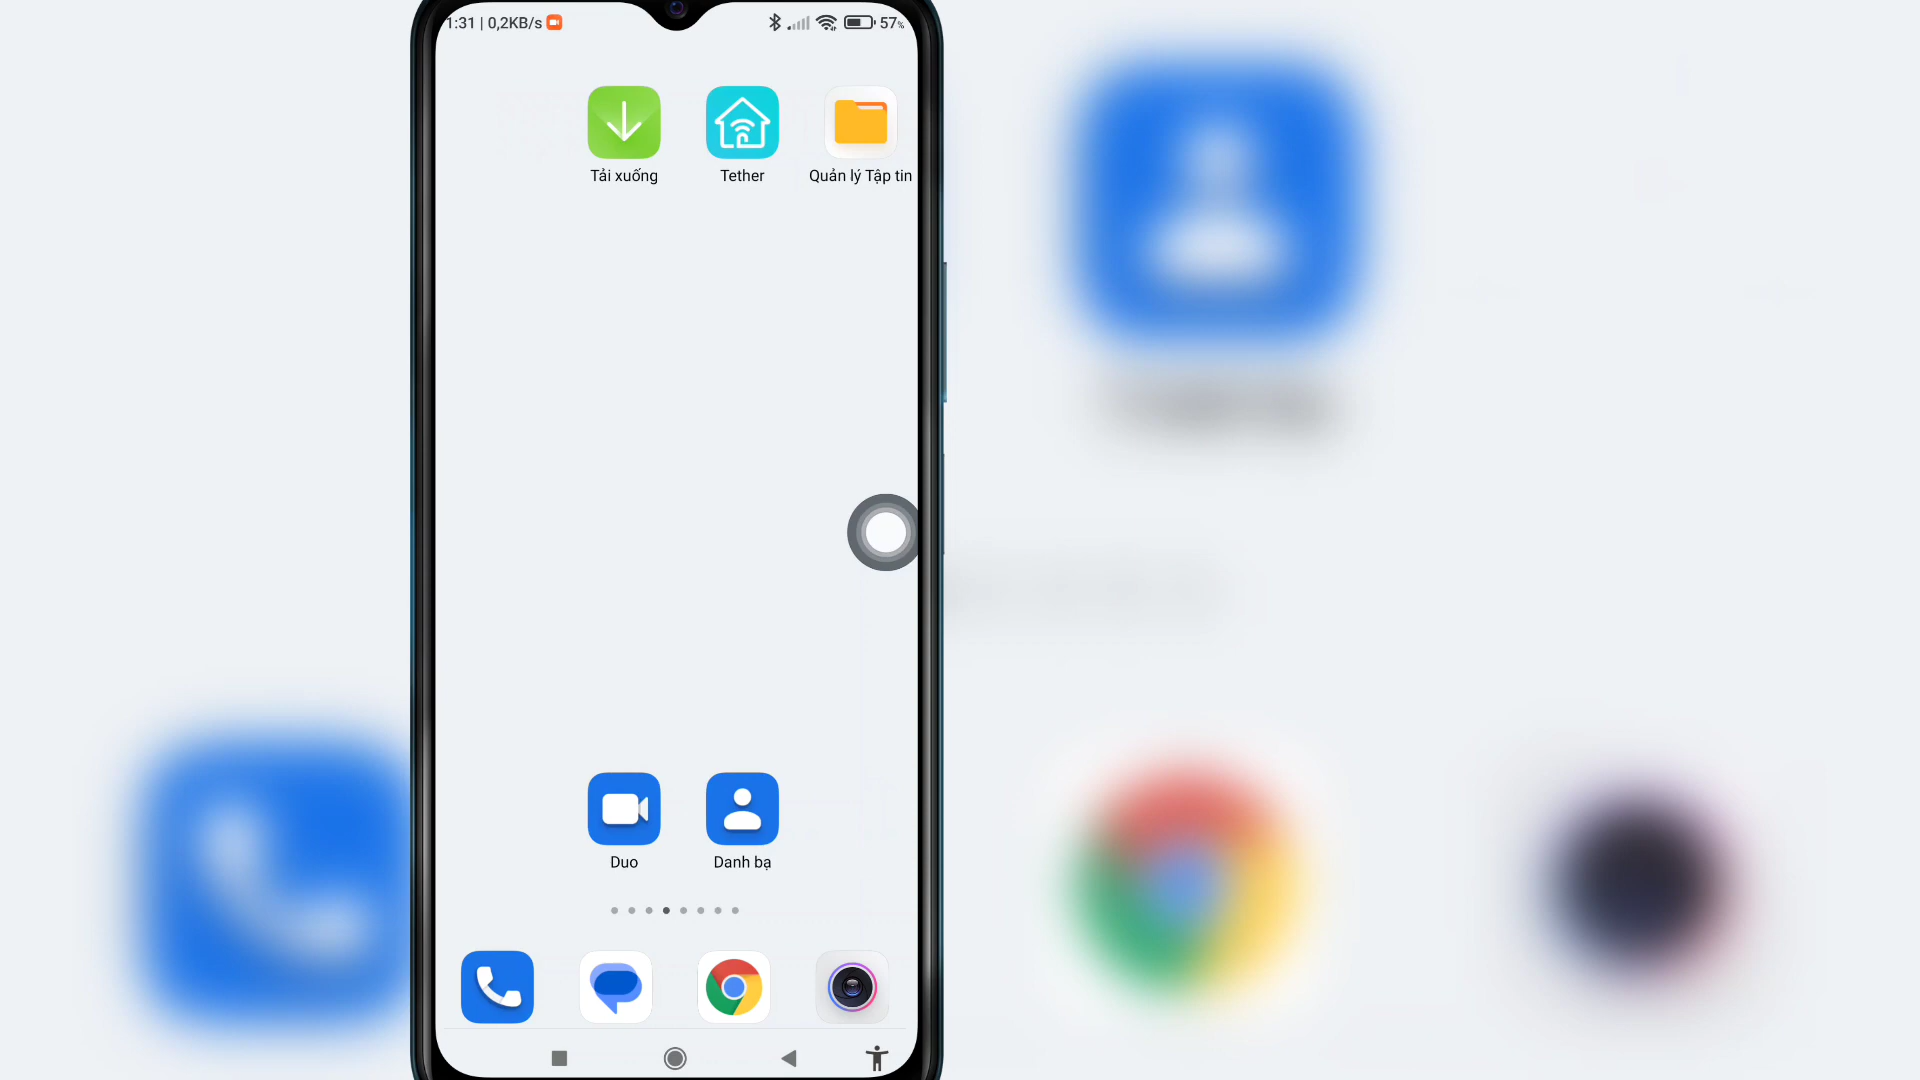 1:31 | 0,2KB/s
57%
Tải xuống
Tether
Quản lý Tập tin
Duo
Danh bạ